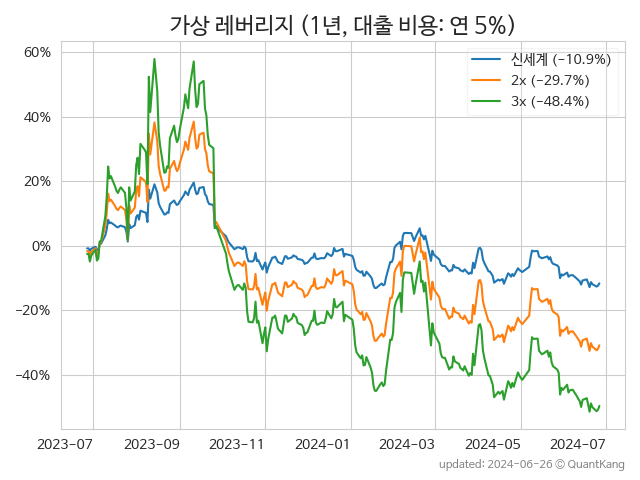 가상 레버리지 (1년, 대출 비용: 연 5%)
신세계 (−10.9%)
2x (−29.7%)
3x (−48.4%)
60%
40%
20%
0%
−20%
−40%
2023-07 2023-09 2023-11 2024-01 2024-03 2024-05 2024-07
updated: 2024-06-26 © QuantKang